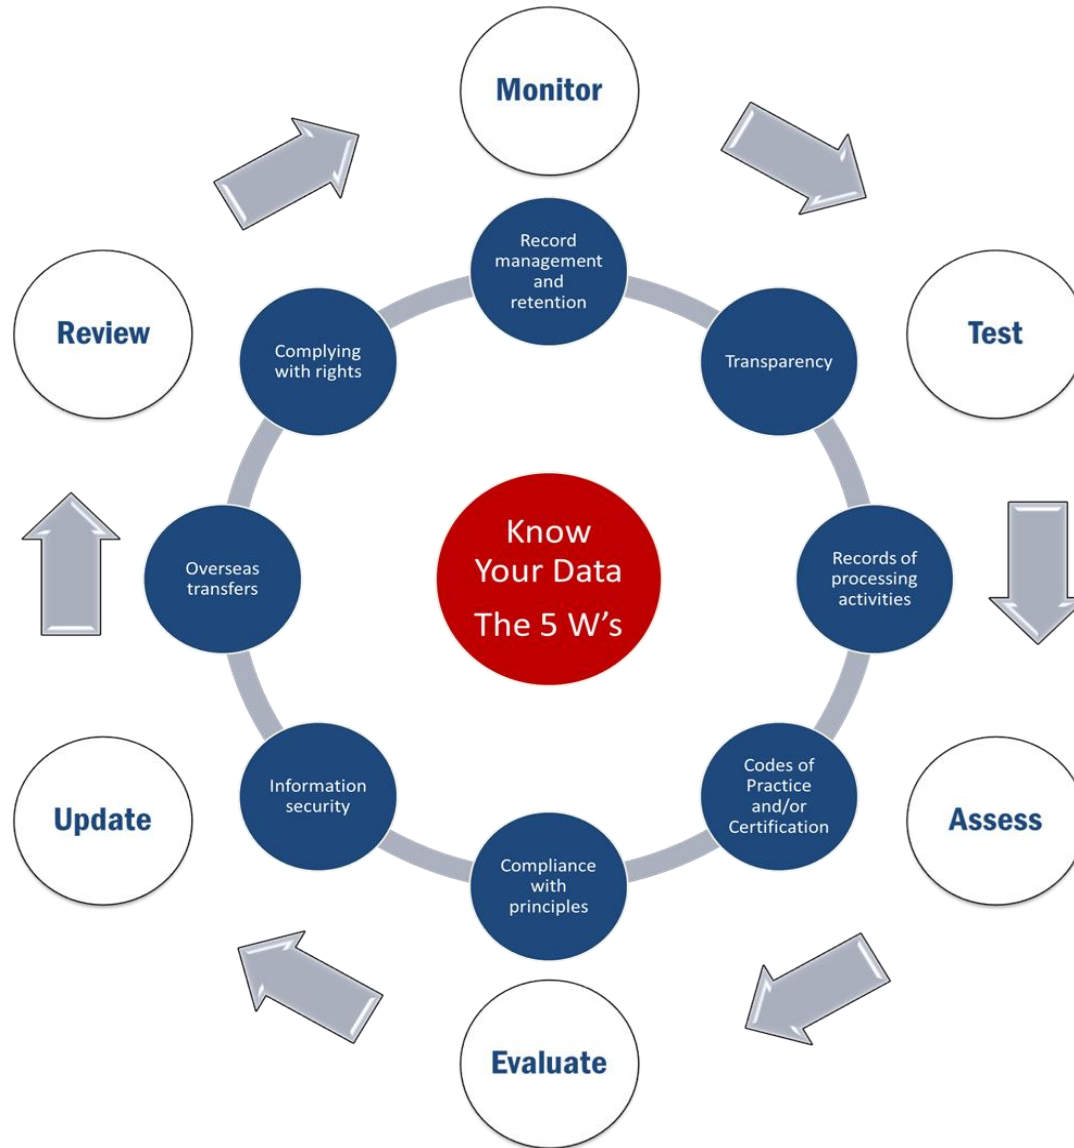 Monitor
Record
management
and
retention
Review
Complying
with rights
Transparency
Test
Know
Your Data
The 5 W’s
Overseas
transfers
Records of
processing
activities
Update
Information
security
Codes of
Practice
and/or
Certification
Assess
Compliance
with
principles
Evaluate